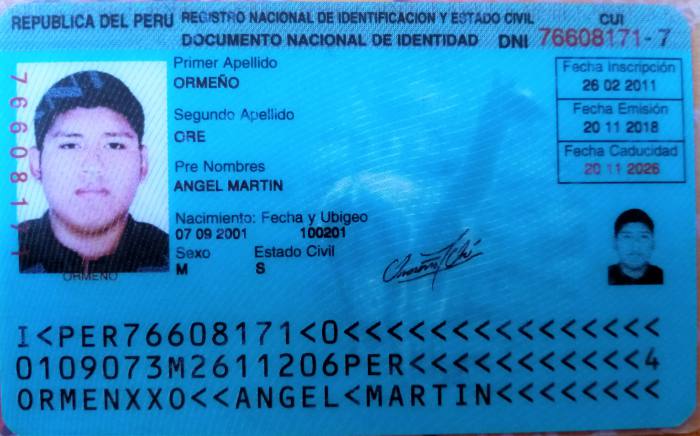 REPUBLICA DEL PERU REGISTRO NACIONAL DE IDENTIFICACION Y ESTADO CIVIL CUI
DOCUMENTO NACIONAL DE IDENTIDAD DNI 76608171-7
Primer Apellido
ORMEÑO
Segundo Apellido
ORE
Pre Nombres
ANGEL MARTIN
Nacimiento: Fecha y Ubigeo
07 09 2001 100201
Sexo Estado Civil
M S
Fecha Inscripción
26 02 2011
Fecha Emisión
20 11 2018
Fecha Caducidad
20 11 2026
76608171
ORMEÑO
I<PER76608171<0<<<<<<<<<<<<<<<
0109073M2611206PER<<<<<<<<<<<4
ORMENXXO<<ANGEL<MARTIN<<<<<<<<